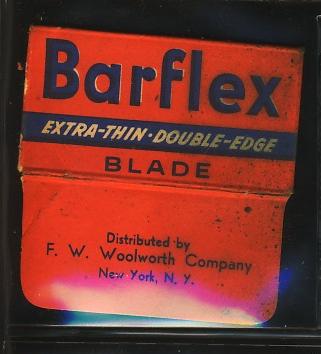 Barflex
EXTRA-THIN·DOUBLE-EDGE
BLADE
Distributed by
F. W. Woolworth Company
New York, N. Y.